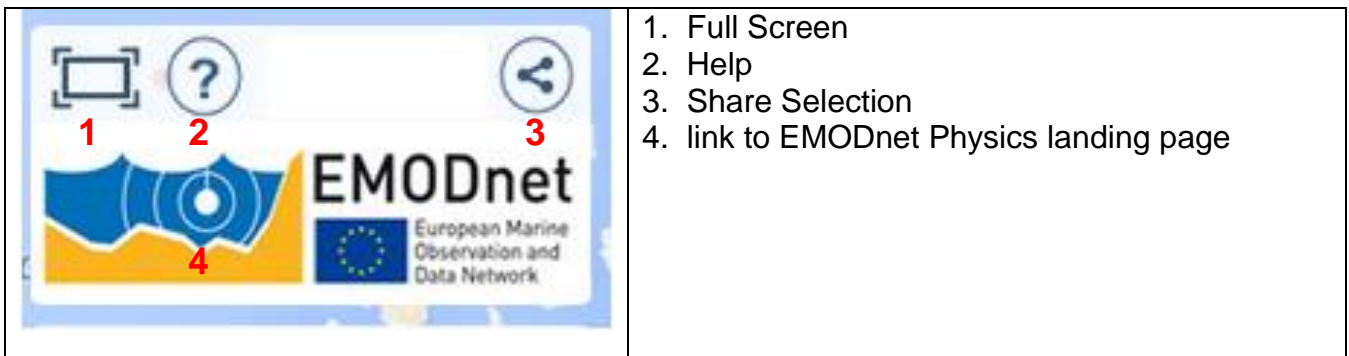 ?
1 2 3
EMODnet
European Marine
Observation and
Data Network
4
1. Full Screen
2. Help
3. Share Selection
4. link to EMODnet Physics landing page